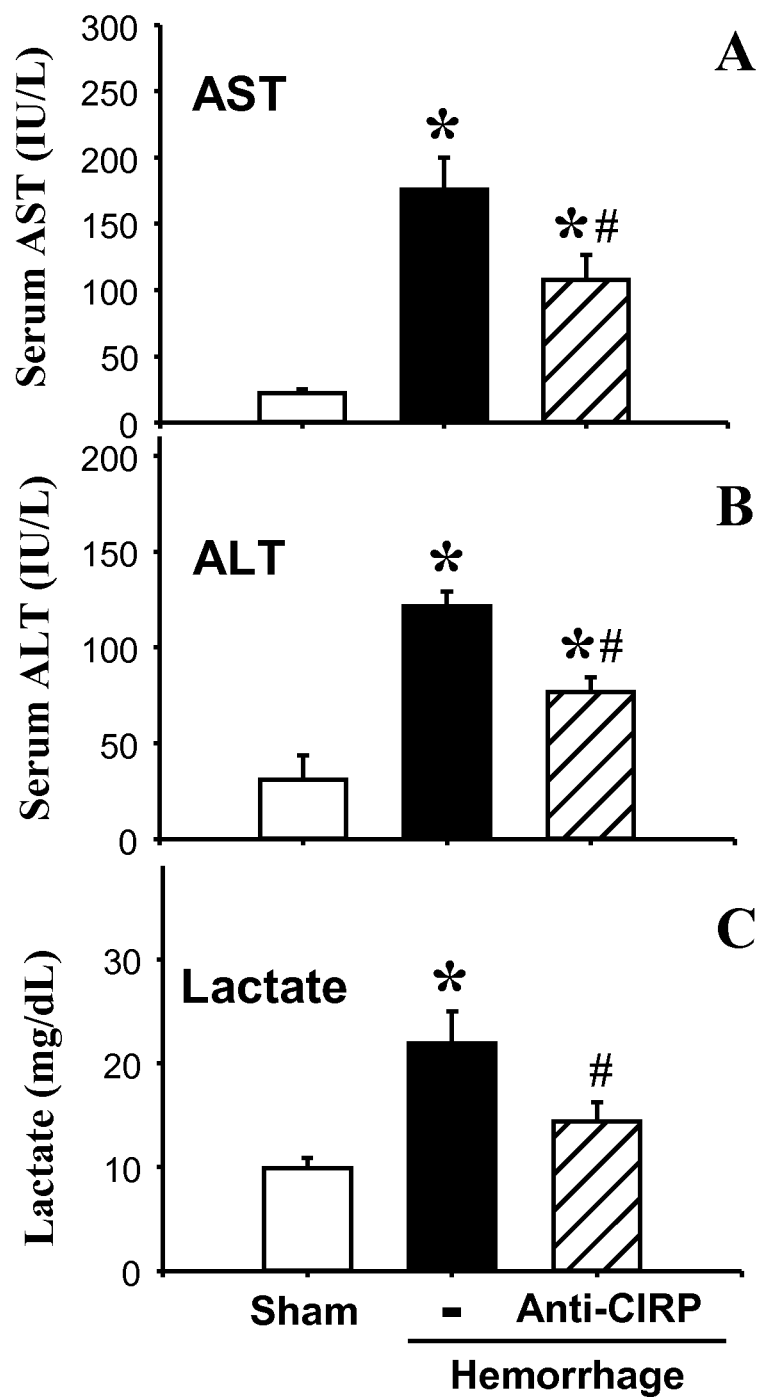 A
Serum AST (IU/L)
300
250
200
150
100
50
0
AST
*
*#
B
Serum ALT (IU/L)
200
150
100
50
0
ALT
*
*#
C
Lactate (mg/dL)
30
20
10
0
Lactate
*
#
Sham - Anti-CIRP
Hemorrhage